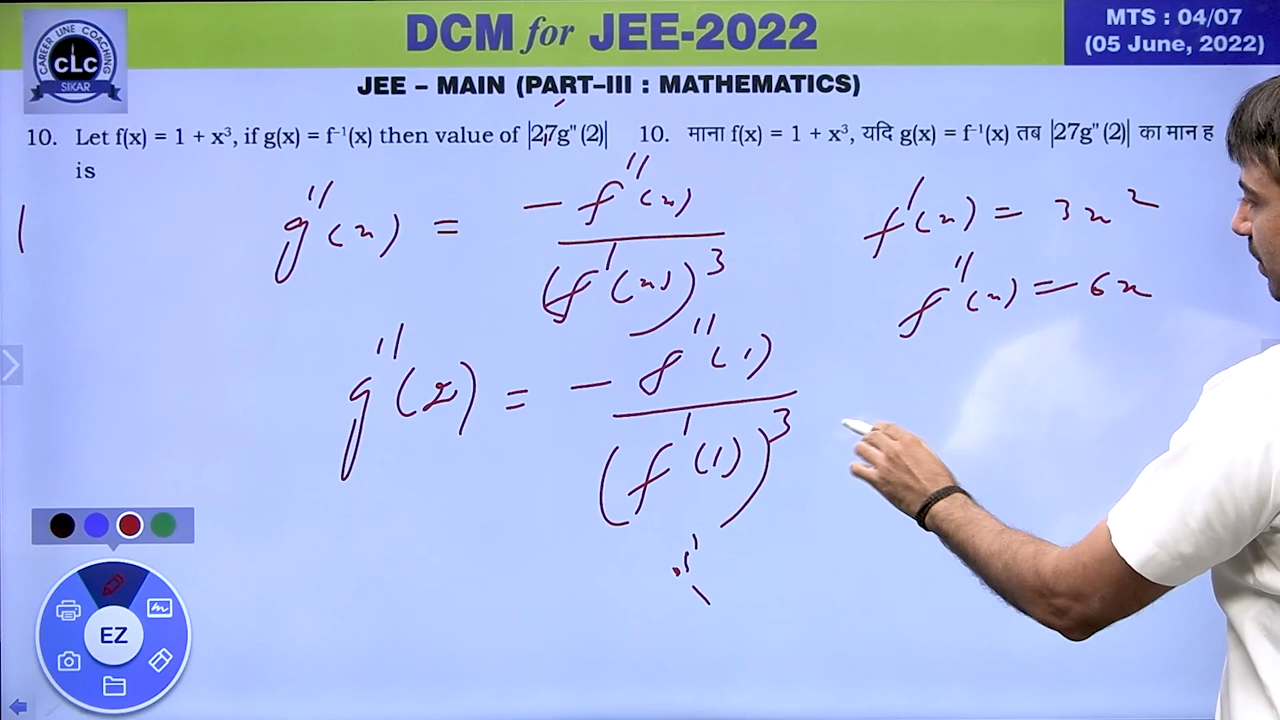 CAREER LINE COACHING
CLC
SIKAR
DCM for JEE-2022
MTS : 04/07
(05 June, 2022)
JEE – MAIN (PART–III : MATHEMATICS)
10. Let f(x) = 1 + x³, if g(x) = f⁻¹(x) then value of |27g"(2)|
is
10. माना f(x) = 1 + x³, यदि g(x) = f⁻¹(x) तब |27g"(2)| का मान ह
g''(x) = -f''(x) / (f'(x))³
f'(x) = 3x²
f''(x) = 6x
g''(2) = -f''(1) / (f'(1))³
EZ